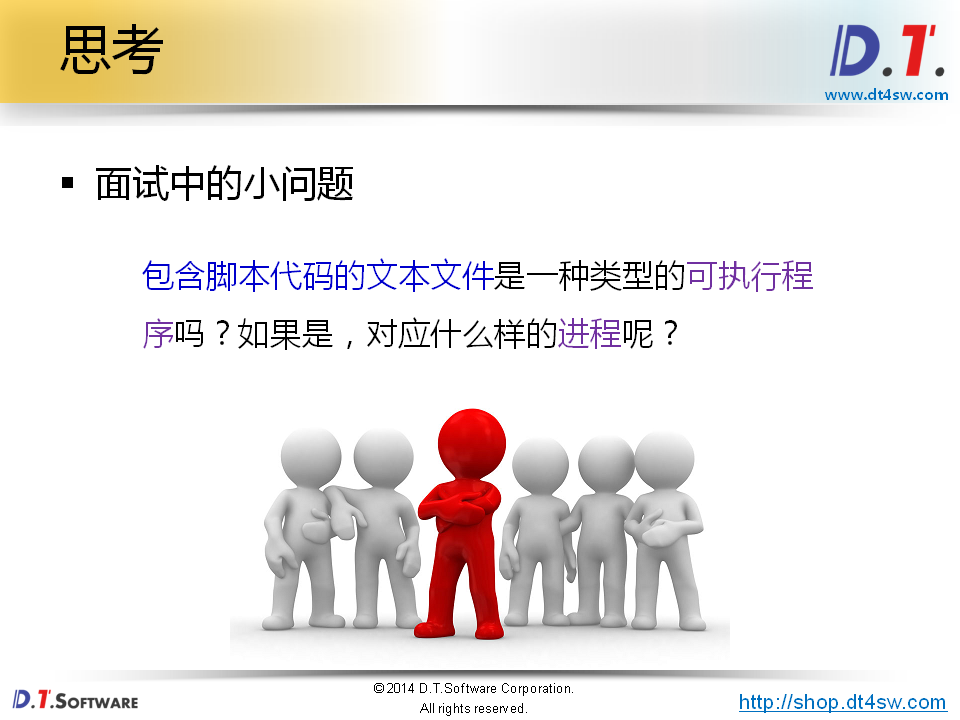 思考
D.T.
www.dt4sw.com
▪ 面试中的小问题
包含脚本代码的文本文件是一种类型的可执行程
序吗？如果是，对应什么样的进程呢？
D.T.SOFTWARE
©2014 D.T.Software Corporation.
All rights reserved.
http://shop.dt4sw.com